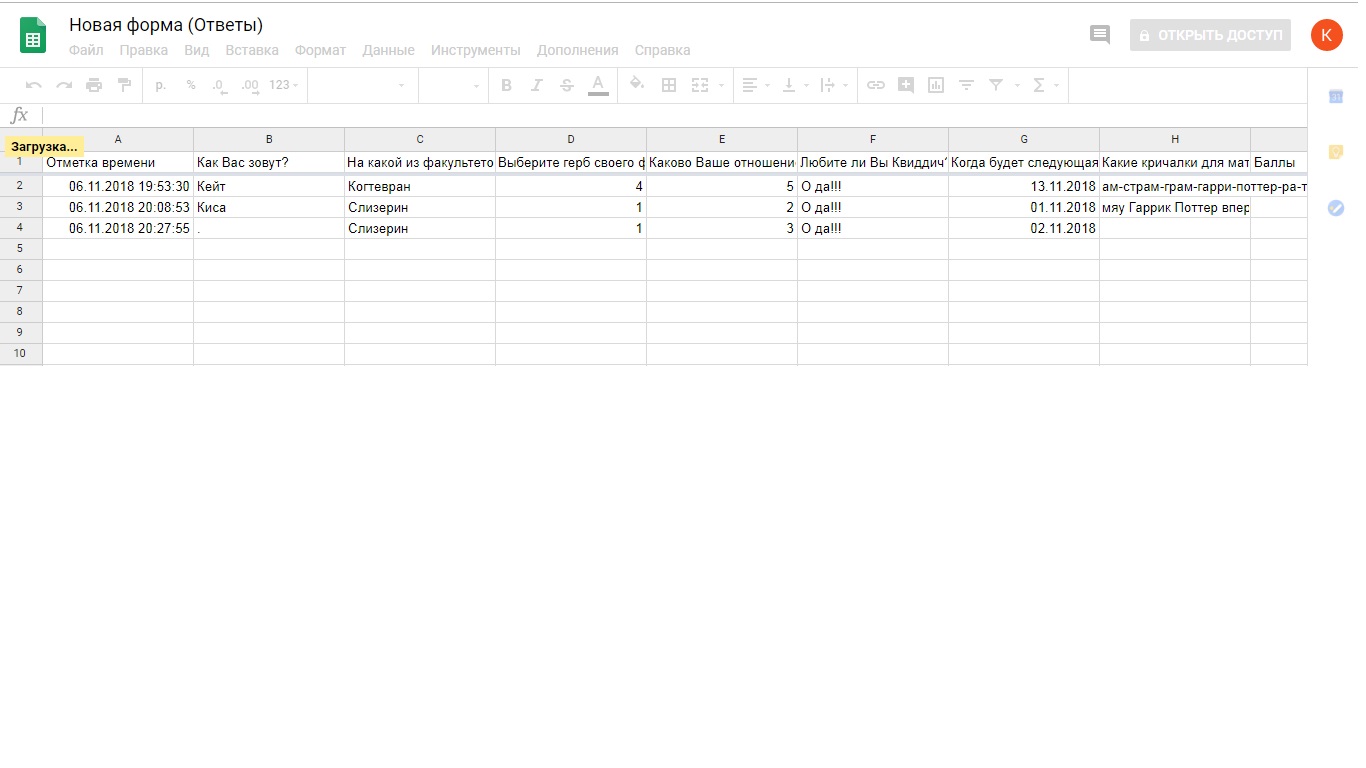 Новая форма (Ответы)
Файл Правка Вид Вставка Формат Данные Инструменты Дополнения Справка
ОТКРЫТЬ ДОСТУП
K
р. % .0 .00 123 B I S A Σ
fx
Загрузка...
A B C D E F G H
1 Отметка времени Как Вас зовут? На какой из факультето Выберите герб своего ф Каково Ваше отношени Любите ли Вы Квиддич? Когда будет следующая Какие кричалки для мат Баллы
2 06.11.2018 19:53:30 Кейт Когтевран 4 5 О да!!! 13.11.2018 ам-страм-грам-гарри-поттер-ра-т
3 06.11.2018 20:08:53 Киса Слизерин 1 2 О да!!! 01.11.2018 мяу Гаррик Поттер впер
4 06.11.2018 20:27:55 . Слизерин 1 3 О да!!! 02.11.2018
5
6
7
8
9
10